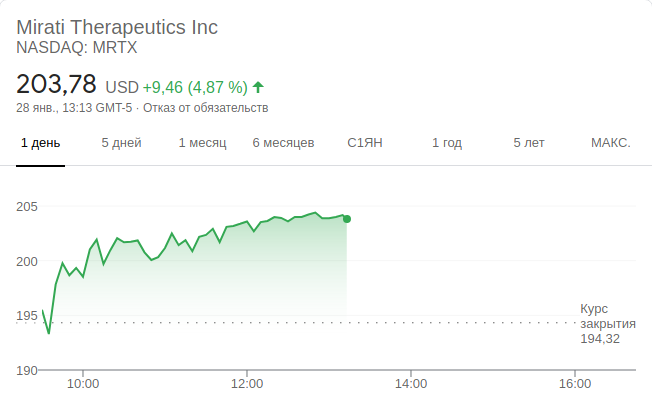 Mirati Therapeutics Inc
NASDAQ: MRTX
203,78 USD +9,46 (4,87 %)
28 янв., 13:13 GMT-5 · Отказ от обязательств
1 день 5 дней 1 месяц 6 месяцев С1ЯН 1 год 5 лет МАКС.
205
200
195
Курс
закрытия
194,32
190
10:00 12:00 14:00 16:00